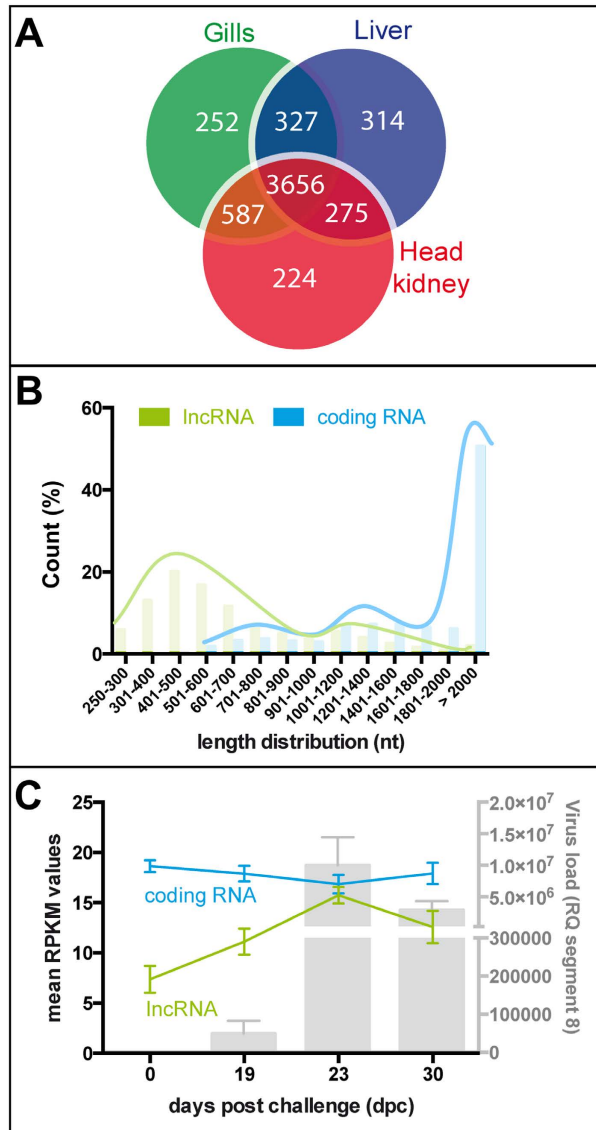 A
Gills
Liver
252
327
314
3656
587
275
224
Head
kidney
B
lncRNA
coding RNA
Count (%)
60
40
20
0
250-300
301-400
401-500
501-600
601-700
701-800
801-900
901-1000
1001-1200
1201-1400
1401-1600
1601-1800
1801-2000
> 2000
length distribution (nt)
C
mean RPKM values
25
20
15
10
5
0
coding RNA
lncRNA
2.0×10⁷
1.5×10⁷
1.0×10⁷
5.0×10⁶
300000
200000
100000
0
Virus load (RQ segment 8)
0
19
23
30
days post challenge (dpc)